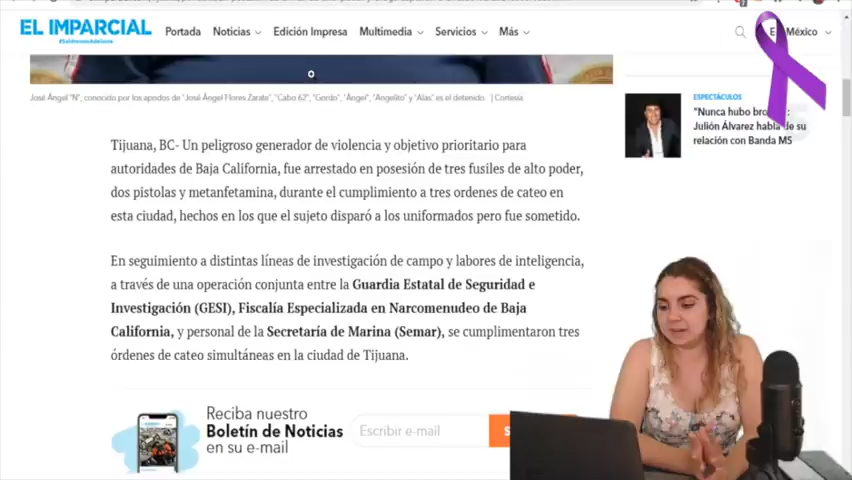 EL IMPARCIAL
#SaldremosAdelante
Portada
Noticias
Edición Impresa
Multimedia
Servicios
Más
México
José Ángel "N", conocido por los apodos de "José Ángel Flores Zarate", "Cabo 62", "Gordo", "Ángel", "Angelito" y "Alas" es el detenido. | Cortesía
ESPECTÁCULOS
"Nunca hubo
Julión Álvarez habla de su
relación con Banda MS
Tijuana, BC- Un peligroso generador de violencia y objetivo prioritario para
autoridades de Baja California, fue arrestado en posesión de tres fusiles de alto poder,
dos pistolas y metanfetamina, durante el cumplimiento a tres ordenes de cateo en
esta ciudad, hechos en los que el sujeto disparó a los uniformados pero fue sometido.
En seguimiento a distintas líneas de investigación de campo y labores de inteligencia,
a través de una operación conjunta entre la Guardia Estatal de Seguridad e
Investigación (GESI), Fiscalía Especializada en Narcomenudeo de Baja
California, y personal de la Secretaría de Marina (Semar), se cumplimentaron tres
órdenes de cateo simultáneas en la ciudad de Tijuana.
Reciba nuestro
Boletín de Noticias
en su e-mail
Escribir e-mail